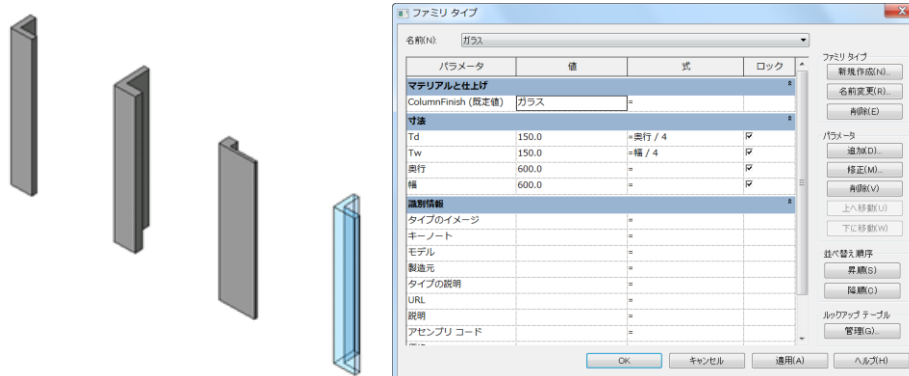 ファミリ タイプ
名前(N): ガラス
パラメータ 値 式 ロック
マテリアルと仕上げ
ColumnFinish (既定値) ガラス =
寸法
Td 150.0 =奥行 / 4
Tw 150.0 =幅 / 4
奥行 600.0 =
幅 600.0 =
識別情報
タイプのイメージ =
キーノート =
モデル =
製造元 =
タイプの説明 =
URL =
説明 =
アセンブリ コード =
ファミリ タイプ
新規作成(N)...
名前変更(R)...
削除(E)
パラメータ
追加(D)...
修正(M)...
削除(V)
上へ移動(U)
下に移動(W)
並べ替え順序
昇順(S)
降順(C)
ルックアップ テーブル
管理(G)...
OK キャンセル 適用(A) ヘルプ(H)